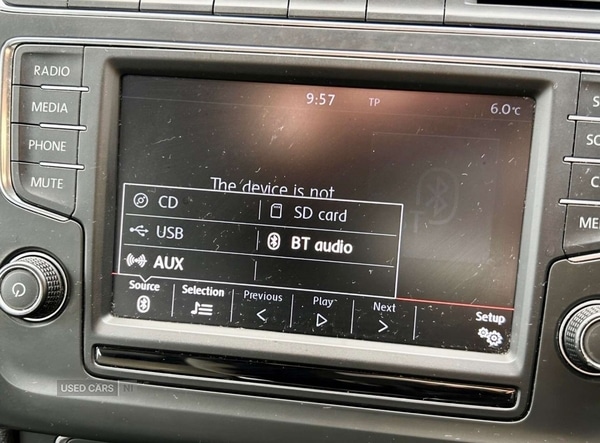 RADIO
MEDIA
PHONE
MUTE
9:57 TP 6.0°C
The device is not
CD
SD card
USB
BT audio
AUX
Source
Selection
Previous
Play
Next
Setup
USED CARS NI